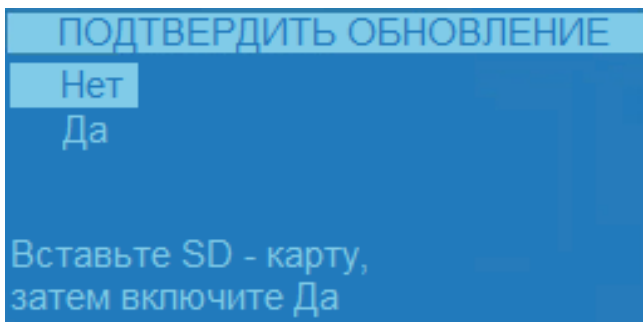 ПОДТВЕРДИТЬ ОБНОВЛЕНИЕ
Нет
Да
Вставьте SD - карту,
затем включите Да